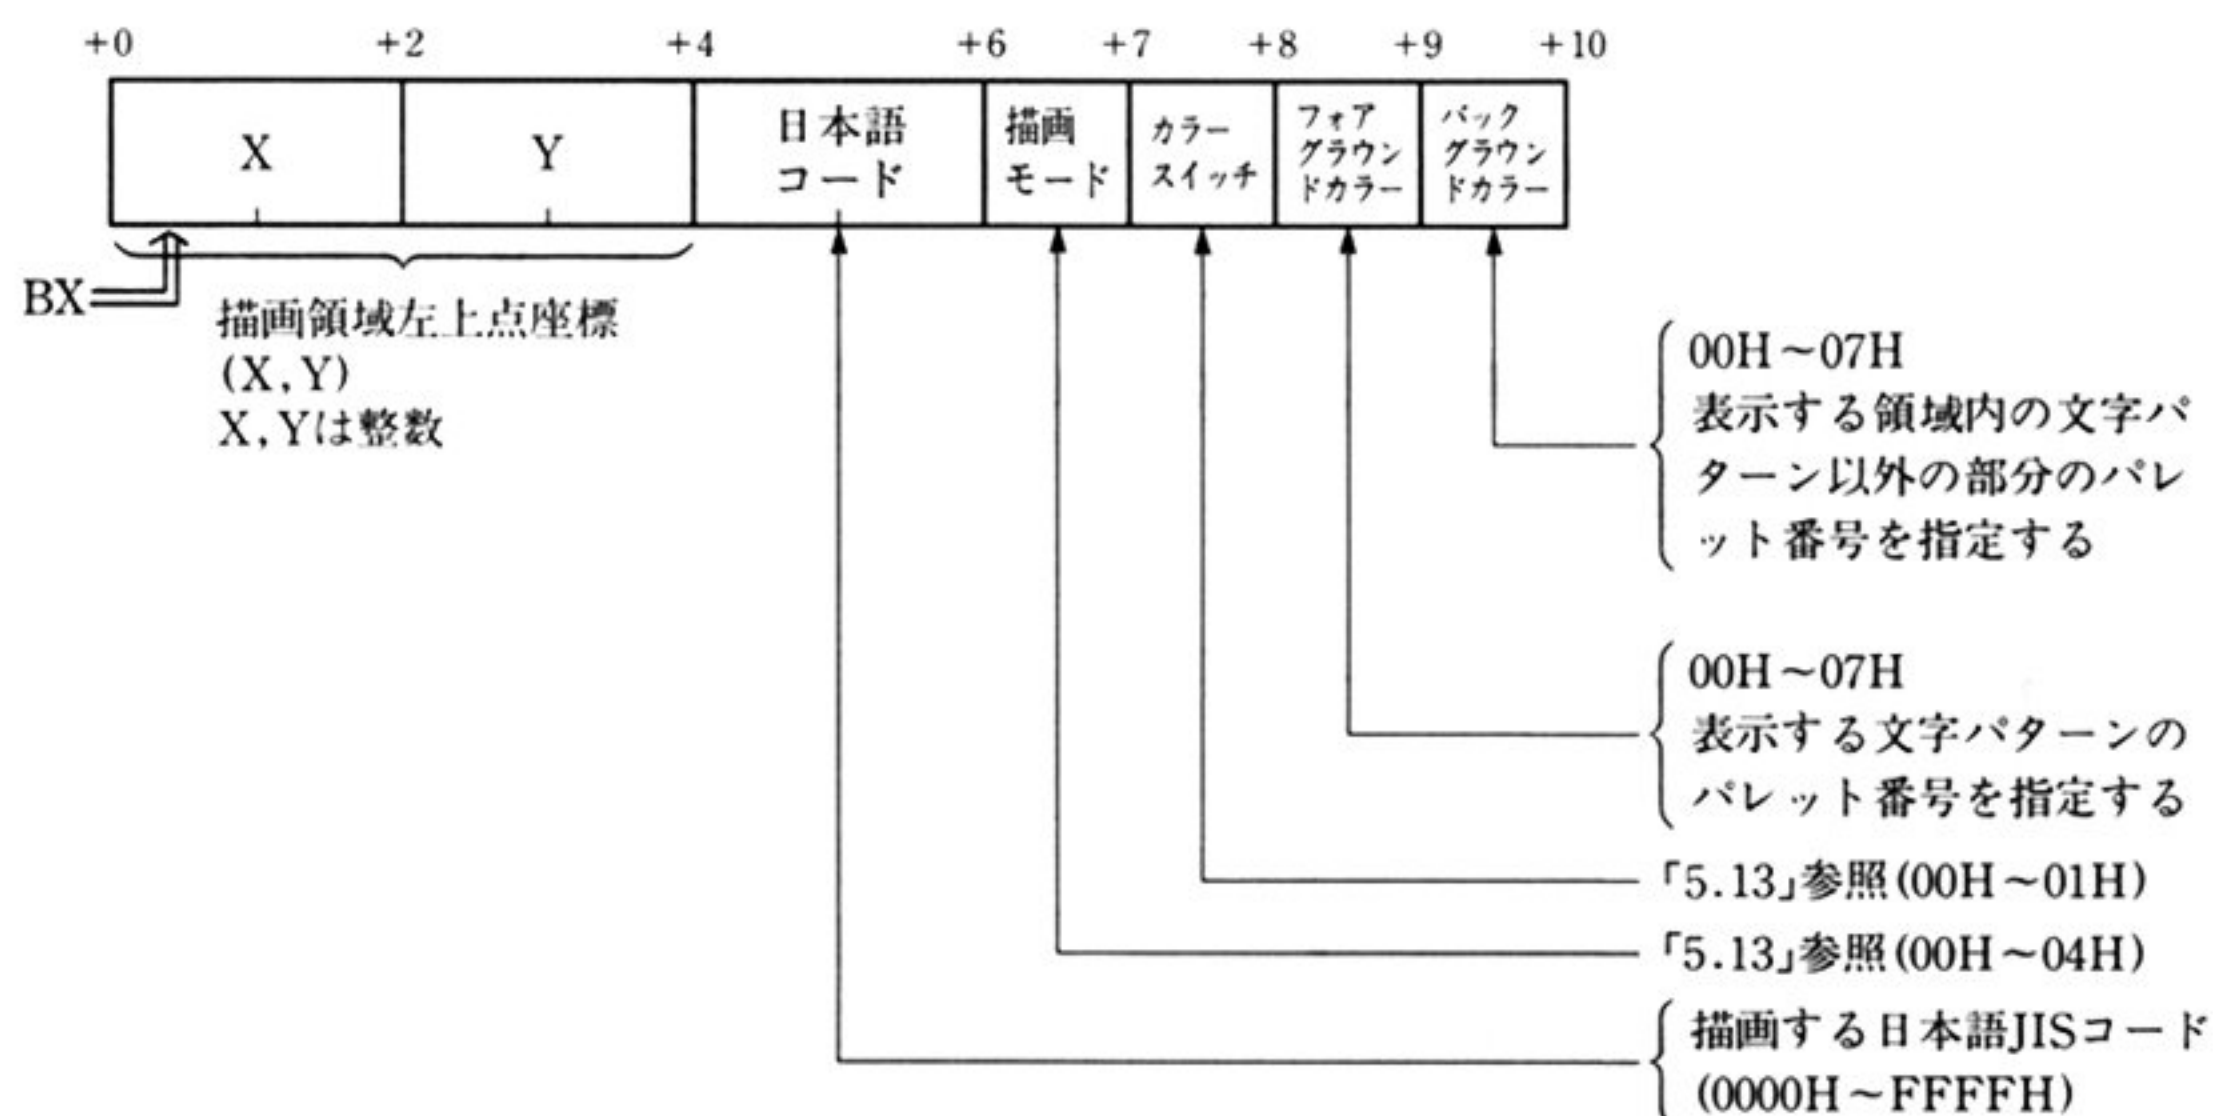 +0 +2 +4 +6 +7 +8 +9 +10
X
Y
日本語
コード
描画
モード
カラー
スイッチ
フォア
グラウン
ドカラー
バック
グラウン
ドカラー
BX
描画領域左上点座標
(X,Y)
X,Yは整数
00H~07H
表示する領域内の文字パ
ターン以外の部分のパレ
ット番号を指定する
00H~07H
表示する文字パターンの
パレット番号を指定する
「5.13」参照(00H~01H)
「5.13」参照(00H~04H)
描画する日本語JISコード
(0000H~FFFFH)